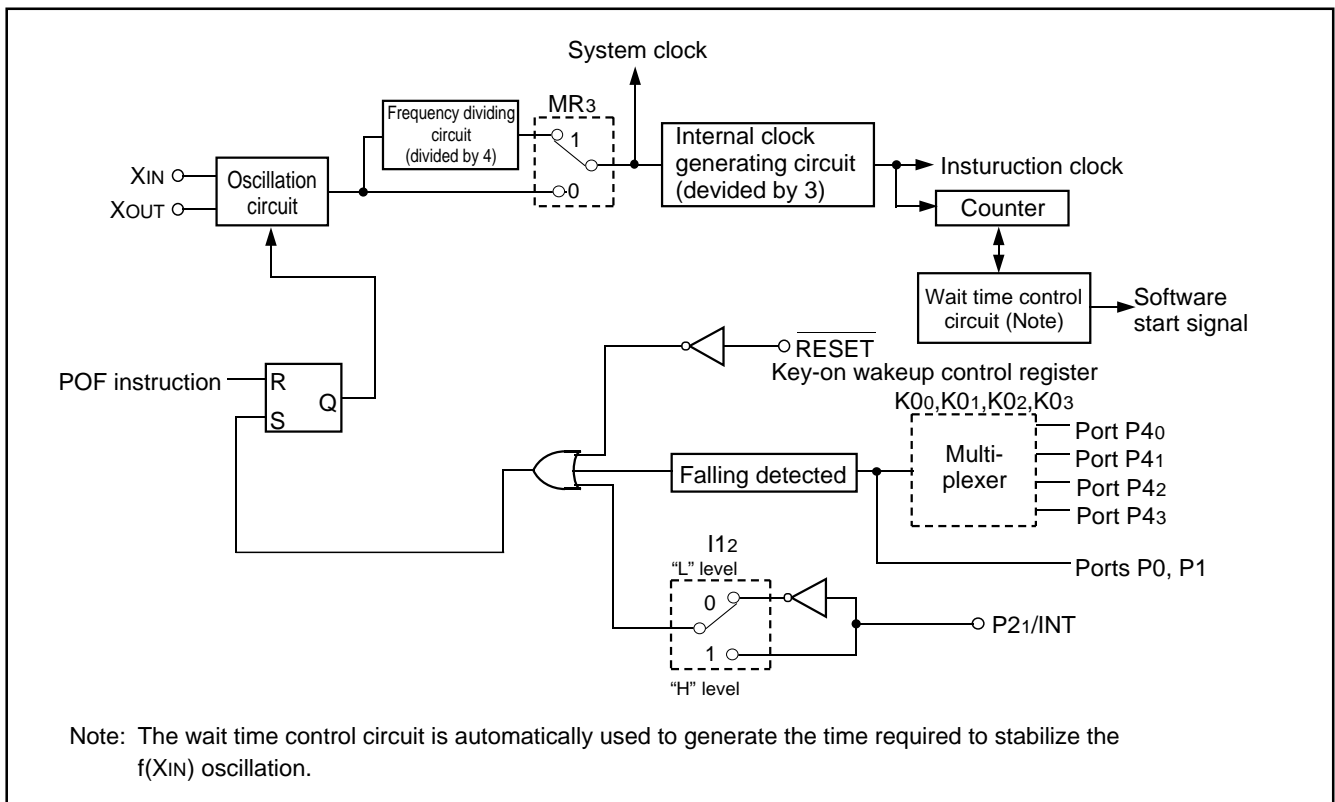 System clock
Frequency dividing
circuit
(divided by 4)
MR3
1
0
Internal clock
generating circuit
(devided by 3)
Insturuction clock
Counter
XIN
XOUT
Oscillation
circuit
Wait time control
circuit (Note)
Software
start signal
POF instruction
R
S
Q
RESET
Key-on wakeup control register
K00,K01,K02,K03
Multi-
plexer
Port P40
Port P41
Port P42
Port P43
Falling detected
Ports P0, P1
I12
“L” level
0
1
“H” level
P21/INT
Note: The wait time control circuit is automatically used to generate the time required to stabilize the
f(XIN) oscillation.